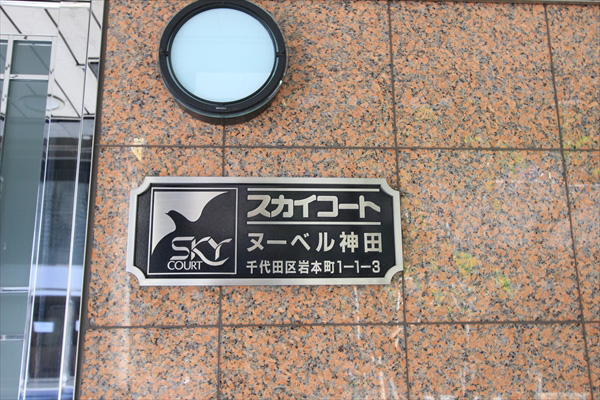 SKY
COURT
スカイコート
ヌーベル神田
千代田区岩本町1-1-3